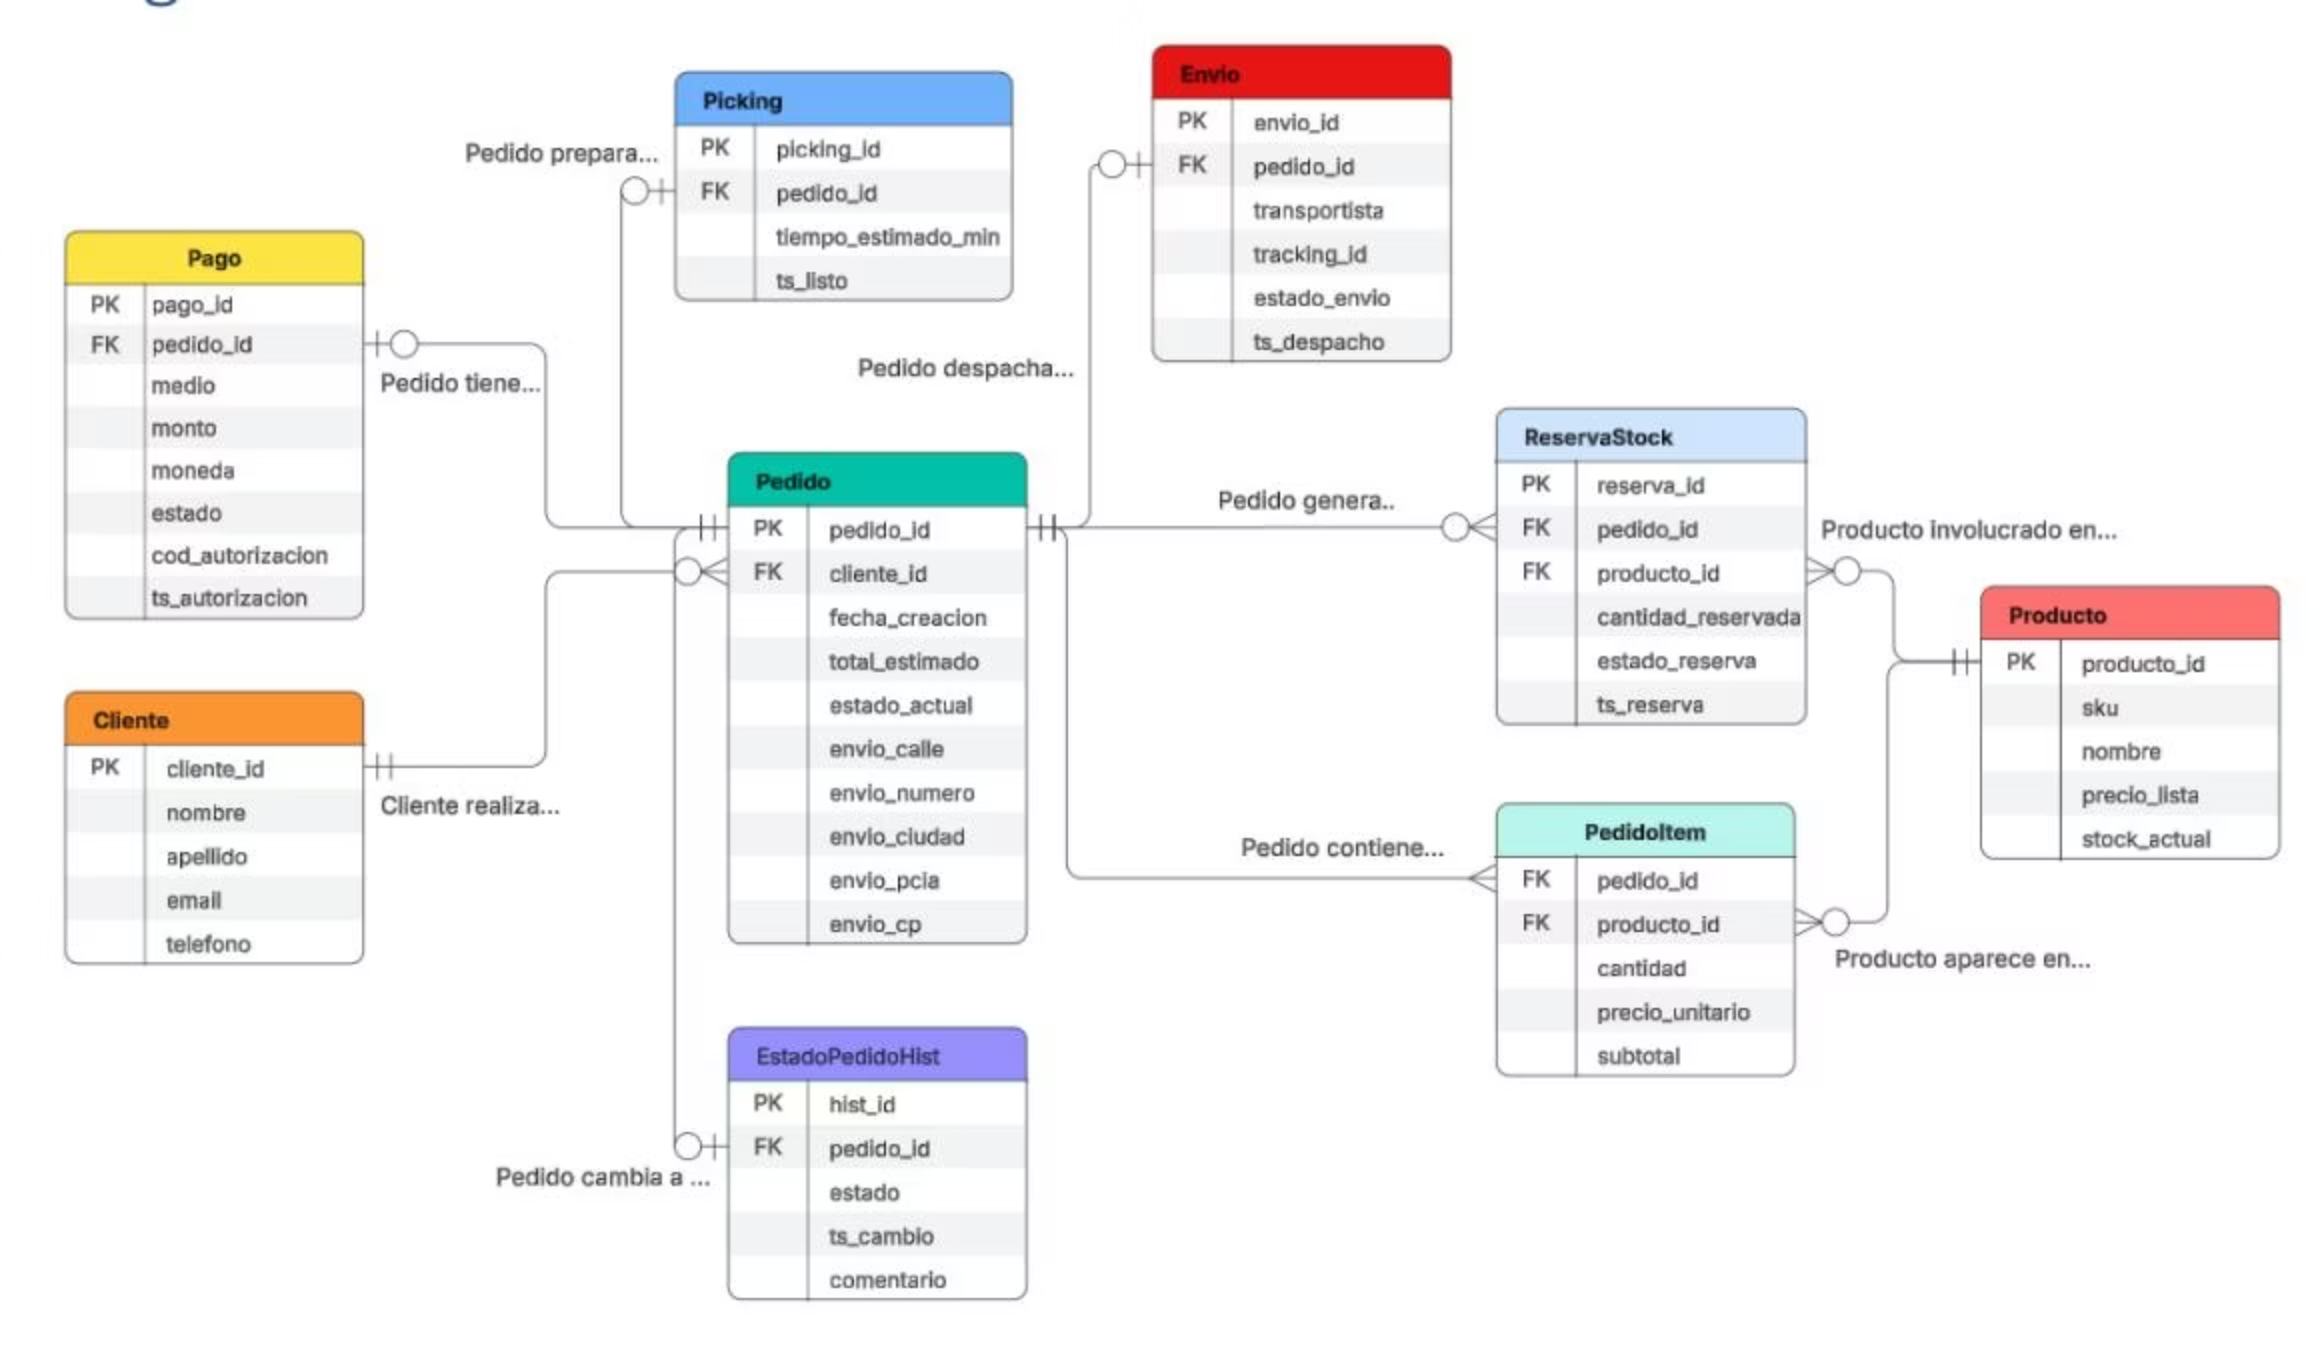 Picking
PK picking_id
FK pedido_id
tiempo_estimado_min
ts_listo
Pedido prepara...
Envio
PK envio_id
FK pedido_id
transportista
tracking_id
estado_envio
ts_despacho
Pedido despacha...
Pago
PK pago_id
FK pedido_id
medio
monto
moneda
estado
cod_autorizacion
ts_autorizacion
Pedido tiene...
Pedido
PK pedido_id
FK cliente_id
fecha_creacion
total_estimado
estado_actual
envio_calle
envio_numero
envio_ciudad
envio_pcia
envio_cp
Pedido genera..
ReservaStock
PK reserva_id
FK pedido_id
FK producto_id
cantidad_reservada
estado_reserva
ts_reserva
Producto involucrado en...
Producto
PK producto_id
sku
nombre
precio_lista
stock_actual
Cliente
PK cliente_id
nombre
apellido
email
telefono
Cliente realiza...
Pedido contiene...
PedidoItem
FK pedido_id
FK producto_id
cantidad
precio_unitario
subtotal
Producto aparece en...
EstadoPedidoHist
PK hist_id
FK pedido_id
estado
ts_cambio
comentario
Pedido cambia a ...